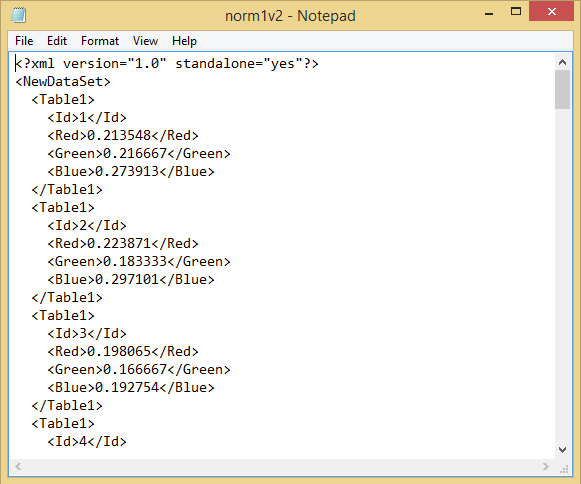 norm1v2 - Notepad
File Edit Format View Help
<?xml version="1.0" standalone="yes"?>
<NewDataSet>
  <Table1>
    <Id>1</Id>
    <Red>0.213548</Red>
    <Green>0.216667</Green>
    <Blue>0.273913</Blue>
  </Table1>
  <Table1>
    <Id>2</Id>
    <Red>0.223871</Red>
    <Green>0.183333</Green>
    <Blue>0.297101</Blue>
  </Table1>
  <Table1>
    <Id>3</Id>
    <Red>0.198065</Red>
    <Green>0.166667</Green>
    <Blue>0.192754</Blue>
  </Table1>
  <Table1>
    <Id>4</Id>